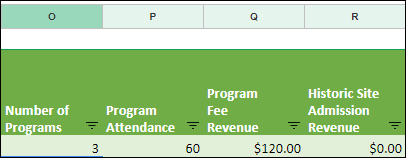 O P Q R
Number of Programs Program Attendance Program Fee Revenue Historic Site Admission Revenue
3 60 $120.00 $0.00